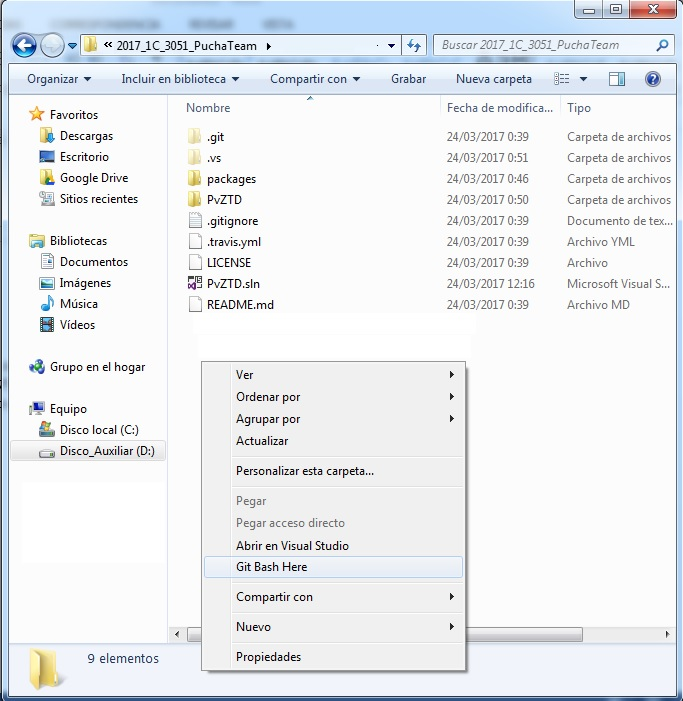 « 2017_1C_3051_PuchaTeam
Buscar 2017_1C_3051_PuchaTeam
Organizar Incluir en biblioteca Compartir con Grabar Nueva carpeta
Favoritos
Descargas
Escritorio
Google Drive
Sitios recientes
Bibliotecas
Documentos
Imágenes
Música
Vídeos
Grupo en el hogar
Equipo
Disco local (C:)
Disco_Auxiliar (D:)
Nombre Fecha de modifica... Tipo
.git 24/03/2017 0:39 Carpeta de archivos
.vs 24/03/2017 0:51 Carpeta de archivos
packages 24/03/2017 0:46 Carpeta de archivos
PvZTD 24/03/2017 0:50 Carpeta de archivos
.gitignore 24/03/2017 0:39 Documento de tex...
.travis.yml 24/03/2017 0:39 Archivo YML
LICENSE 24/03/2017 0:39 Archivo
PvZTD.sln 24/03/2017 12:16 Microsoft Visual S...
README.md 24/03/2017 0:39 Archivo MD
Ver
Ordenar por
Agrupar por
Actualizar
Personalizar esta carpeta...
Pegar
Pegar acceso directo
Abrir en Visual Studio
Git Bash Here
Compartir con
Nuevo
Propiedades
9 elementos